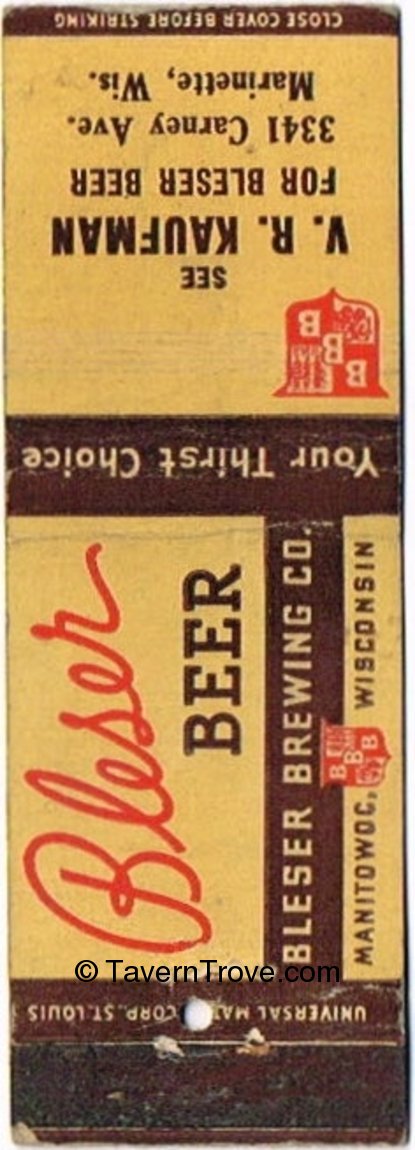 CLOSE COVER BEFORE STRIKING
SEE
V. R. KAUFMAN
FOR BLESER BEER
3341 Carney Ave.
Marinette, Wis.
B
B
B
Your Thirst Choice
Bleser
BEER
BLESER BREWING CO.
MANITOWOC, WISCONSIN
B
B
B
© TavernTrove.com
UNIVERSAL CORP. ST. LOUIS